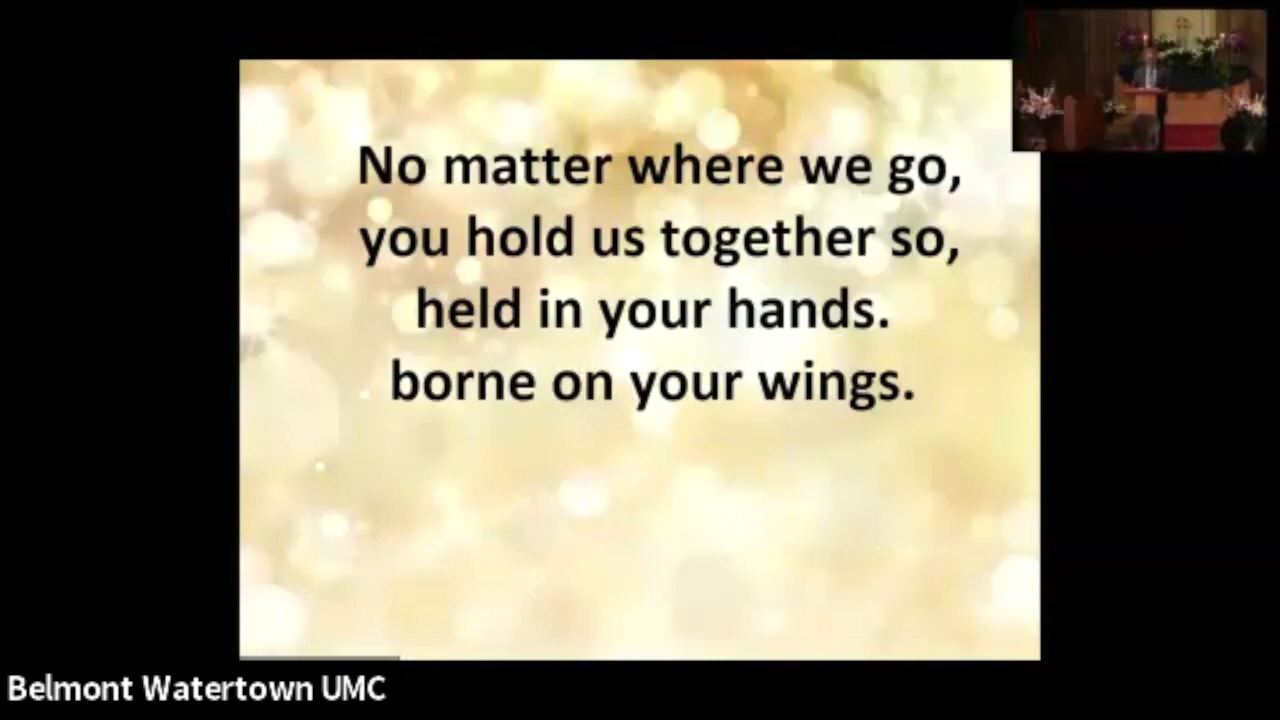 No matter where we go,
you hold us together so,
held in your hands.
borne on your wings.
Belmont Watertown UMC